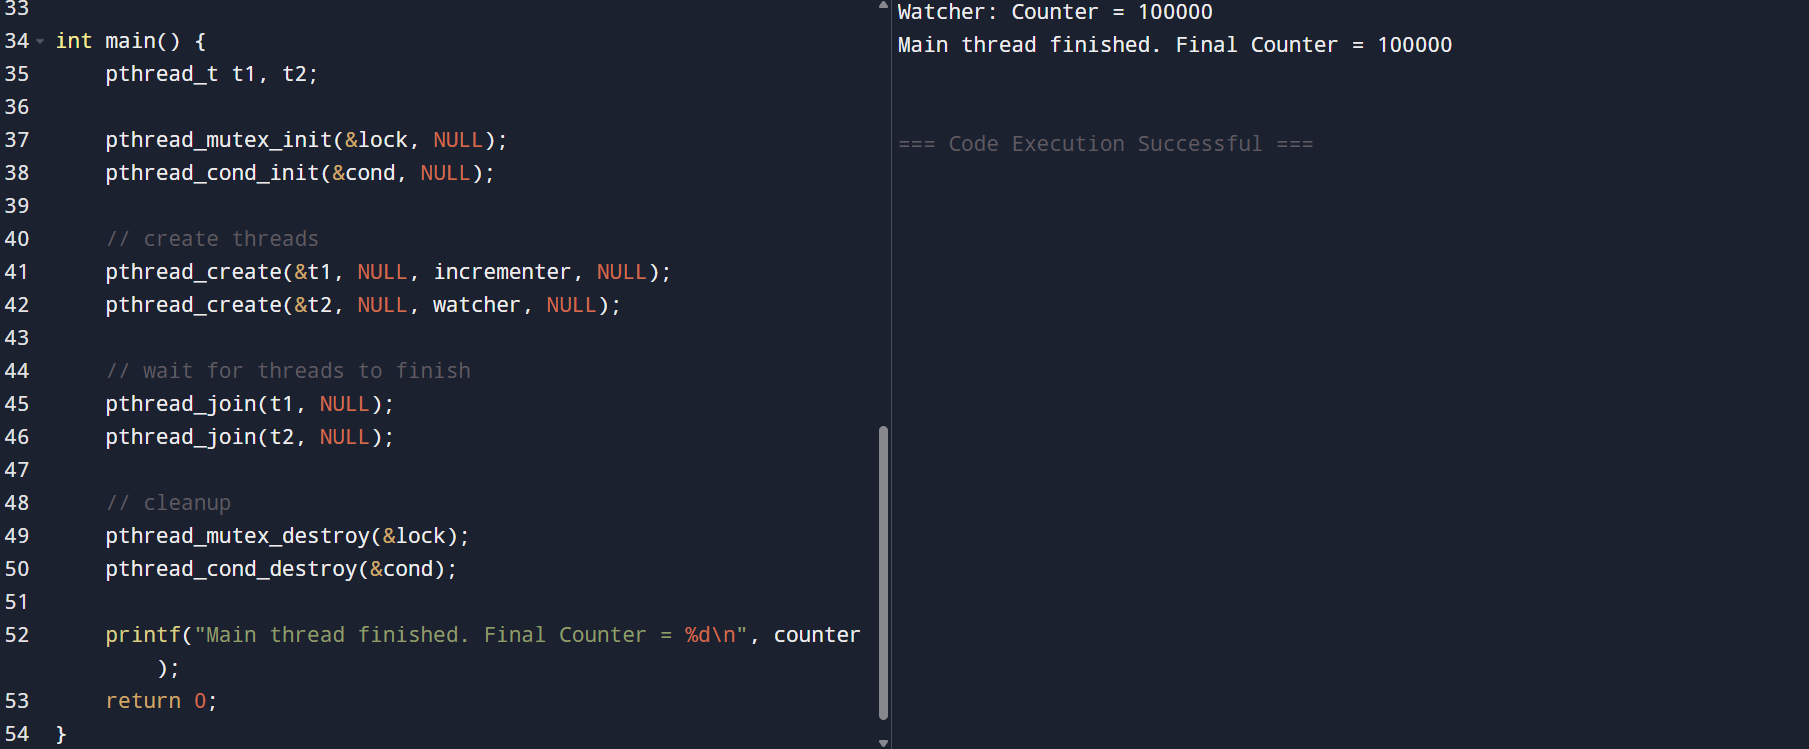 33
34 int main() {
35     pthread_t t1, t2;
36
37     pthread_mutex_init(&lock, NULL);
38     pthread_cond_init(&cond, NULL);
39
40     // create threads
41     pthread_create(&t1, NULL, incrementer, NULL);
42     pthread_create(&t2, NULL, watcher, NULL);
43
44     // wait for threads to finish
45     pthread_join(t1, NULL);
46     pthread_join(t2, NULL);
47
48     // cleanup
49     pthread_mutex_destroy(&lock);
50     pthread_cond_destroy(&cond);
51
52     printf("Main thread finished. Final Counter = %d\n", counter
        );
53     return 0;
54 }
Watcher: Counter = 100000
Main thread finished. Final Counter = 100000
=== Code Execution Successful ===